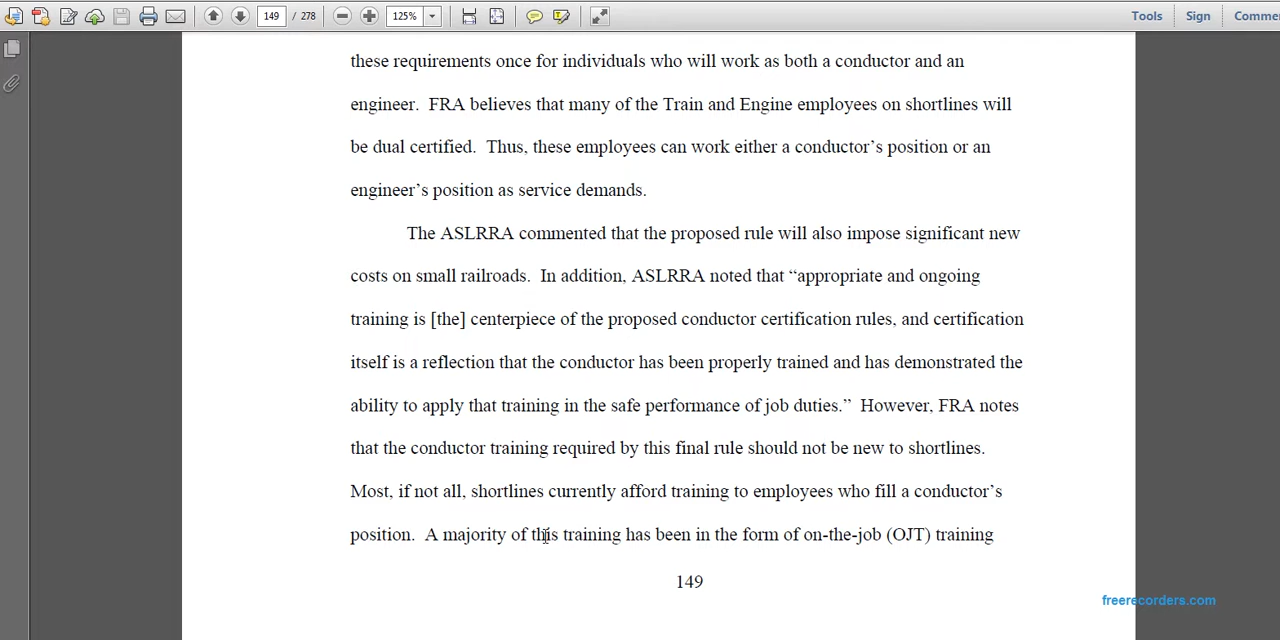 149 / 278 125% Tools Sign Comme
these requirements once for individuals who will work as both a conductor and an
engineer. FRA believes that many of the Train and Engine employees on shortlines will
be dual certified. Thus, these employees can work either a conductor’s position or an
engineer’s position as service demands.
The ASLRRA commented that the proposed rule will also impose significant new
costs on small railroads. In addition, ASLRRA noted that “appropriate and ongoing
training is [the] centerpiece of the proposed conductor certification rules, and certification
itself is a reflection that the conductor has been properly trained and has demonstrated the
ability to apply that training in the safe performance of job duties.” However, FRA notes
that the conductor training required by this final rule should not be new to shortlines.
Most, if not all, shortlines currently afford training to employees who fill a conductor’s
position. A majority of this training has been in the form of on-the-job (OJT) training
149
freerecorders.com